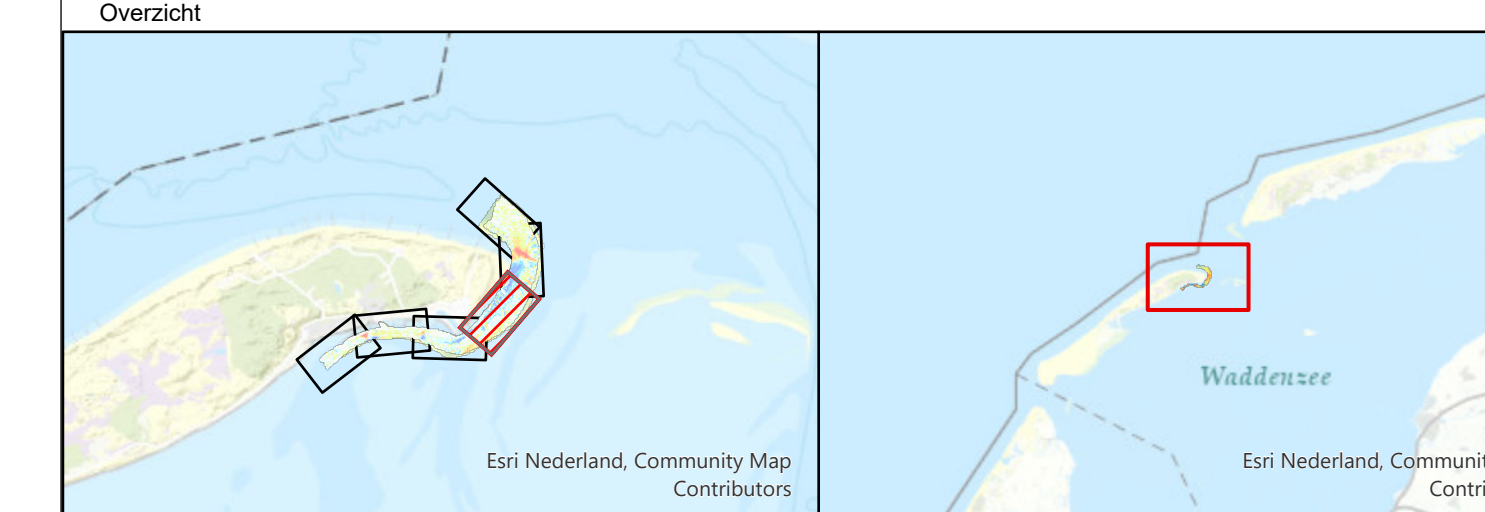 Overzicht
Esri Nederland, Community Map
Contributors
Waddenzee
Esri Nederland, Communit
Contri